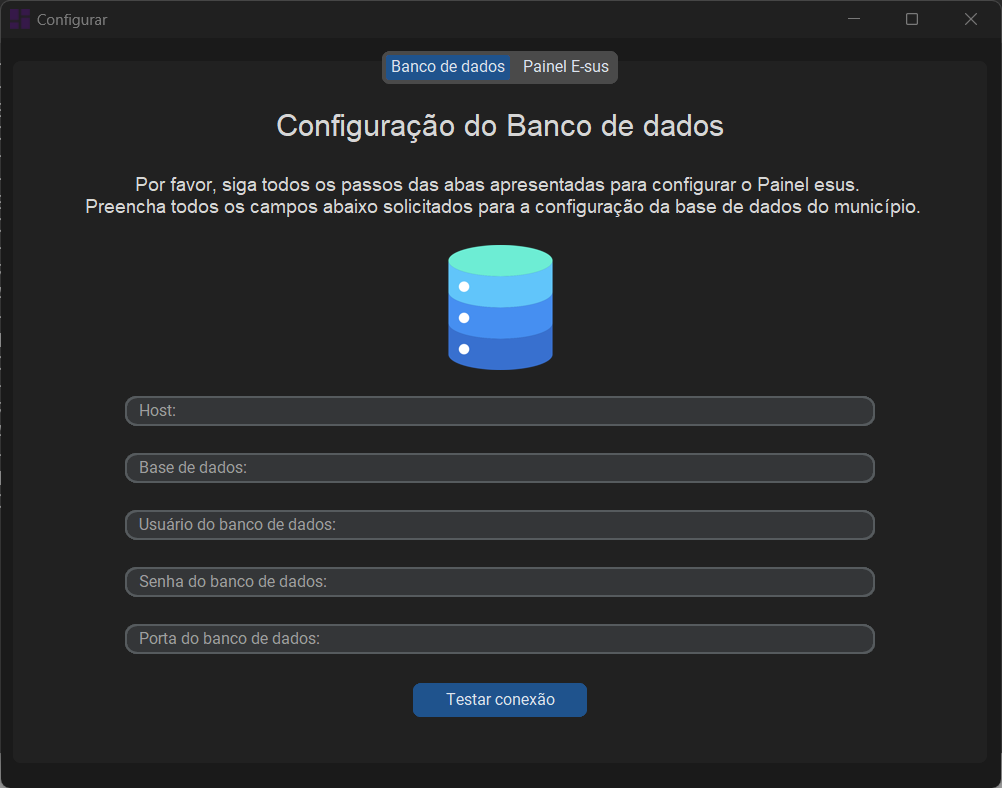 Configurar
Banco de dados Painel E-sus
Configuração do Banco de dados
Por favor, siga todos os passos das abas apresentadas para configurar o Painel esus.
Preencha todos os campos abaixo solicitados para a configuração da base de dados do município.
Host:
Base de dados:
Usuário do banco de dados:
Senha do banco de dados:
Porta do banco de dados:
Testar conexão